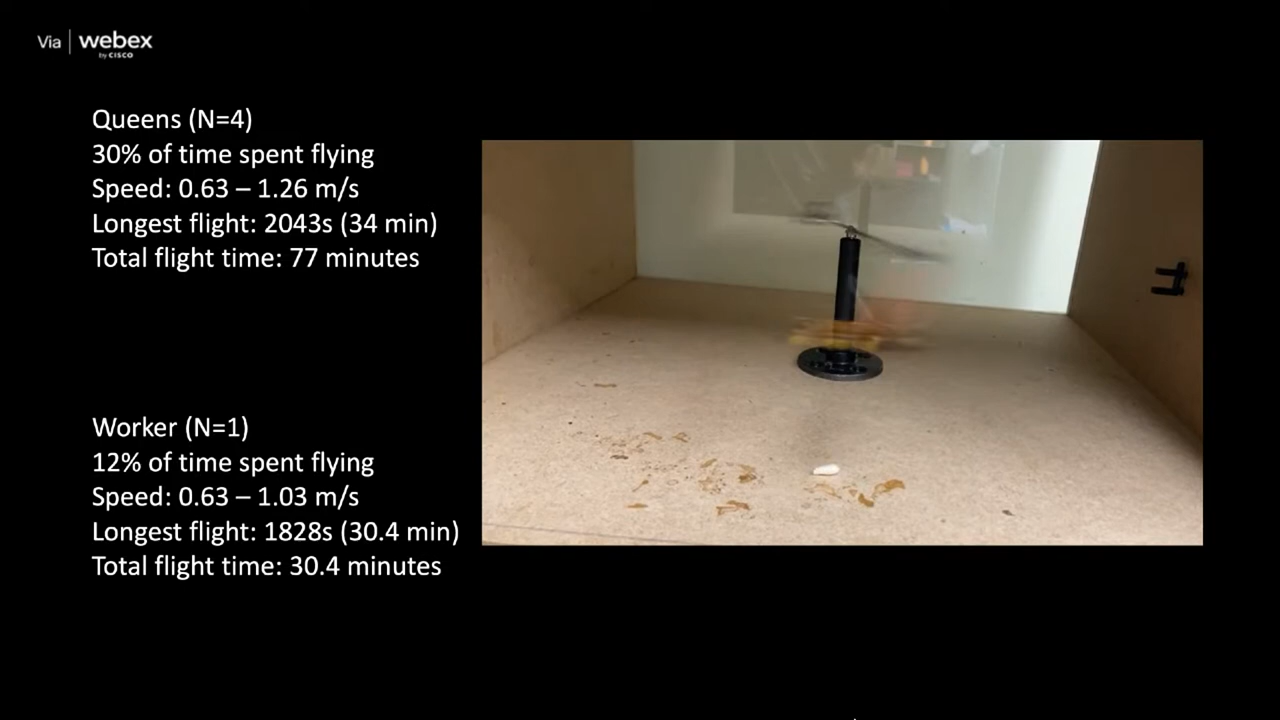 Via webex
by CISCO
Queens (N=4)
30% of time spent flying
Speed: 0.63 – 1.26 m/s
Longest flight: 2043s (34 min)
Total flight time: 77 minutes
Worker (N=1)
12% of time spent flying
Speed: 0.63 – 1.03 m/s
Longest flight: 1828s (30.4 min)
Total flight time: 30.4 minutes